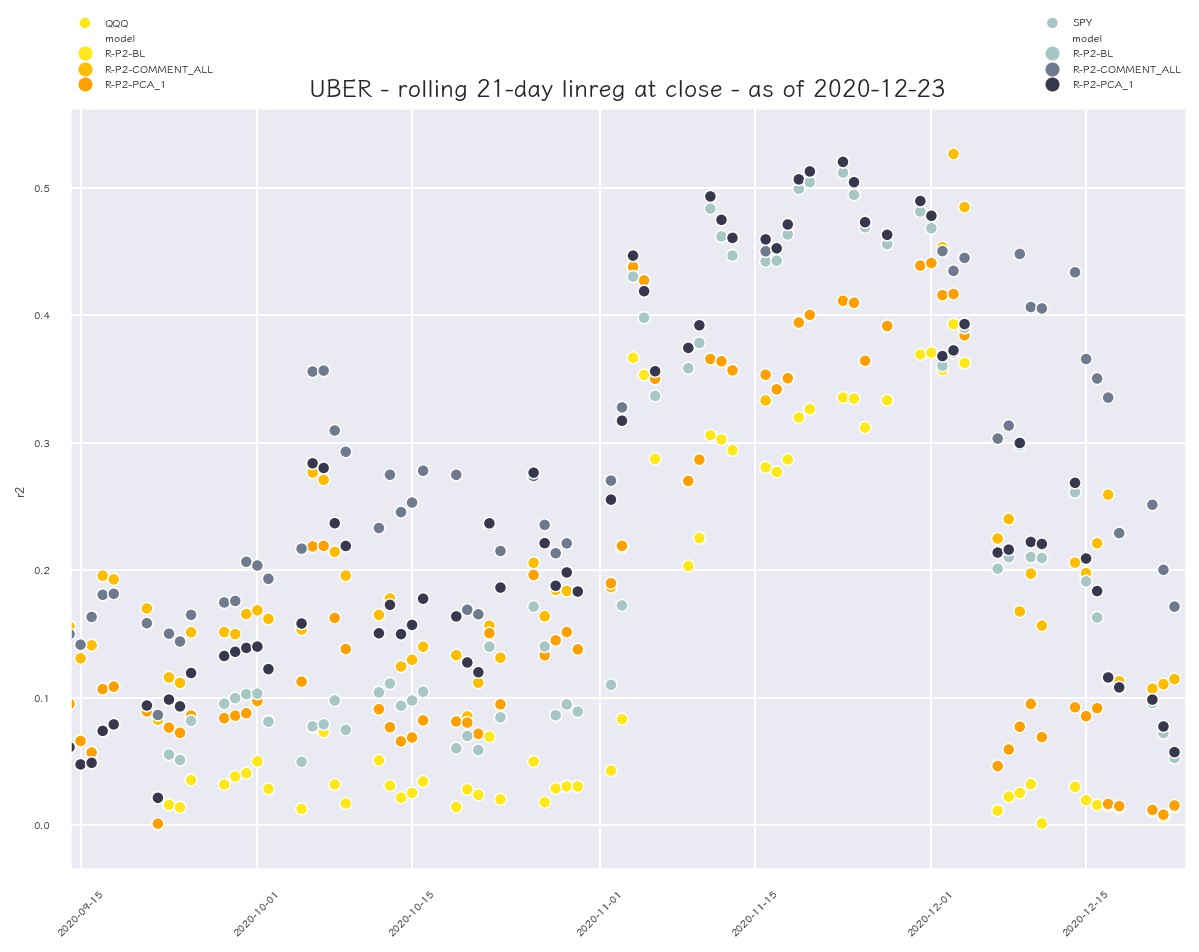 QQQ
model
R-P2-BL
R-P2-COMMENT_ALL
R-P2-PCA_1
SPY
model
R-P2-BL
R-P2-COMMENT_ALL
R-P2-PCA_1
UBER - rolling 21-day linreg at close - as of 2020-12-23
0.5
0.4
0.3
0.2
0.1
0.0
r2
2020-09-15
2020-10-01
2020-10-15
2020-11-01
2020-11-15
2020-12-01
2020-12-15